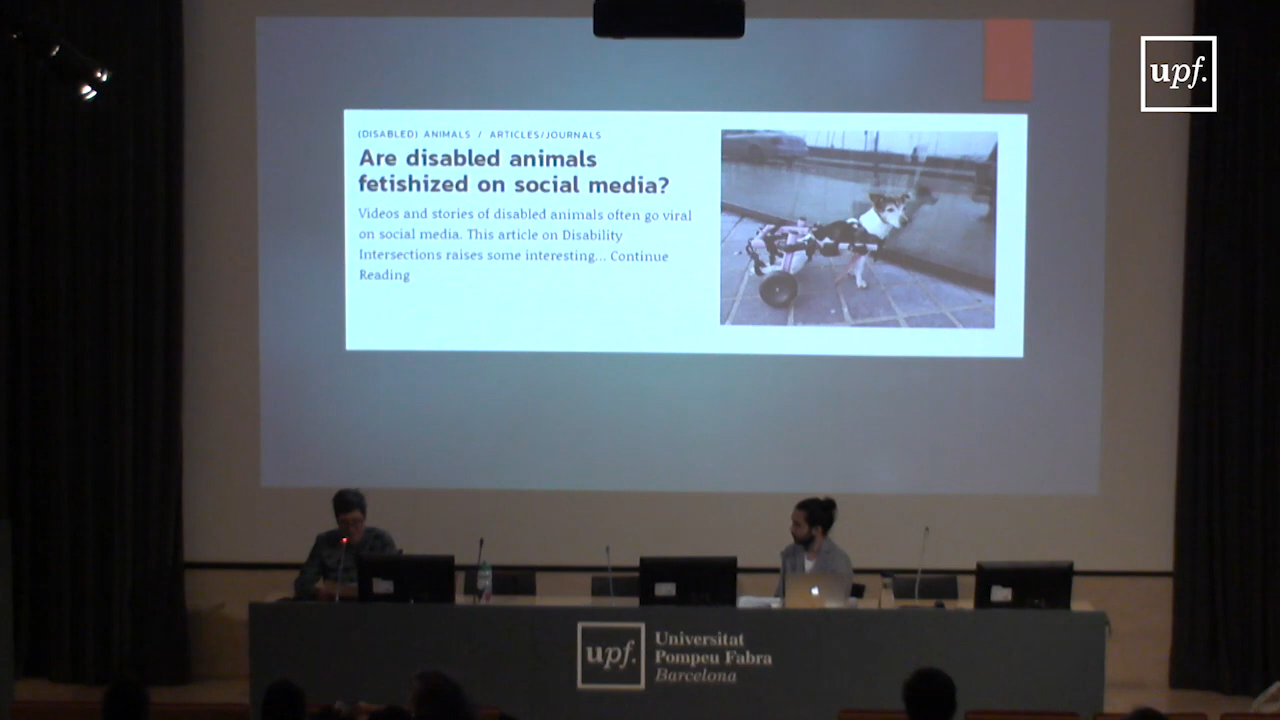 upf.
(DISABLED) ANIMALS / ARTICLES/JOURNALS
Are disabled animals
fetishized on social media?
Videos and stories of disabled animals often go viral
on social media. This article on Disability
Intersections raises some interesting... Continue
Reading
upf.
Universitat
Pompeu Fabra
Barcelona